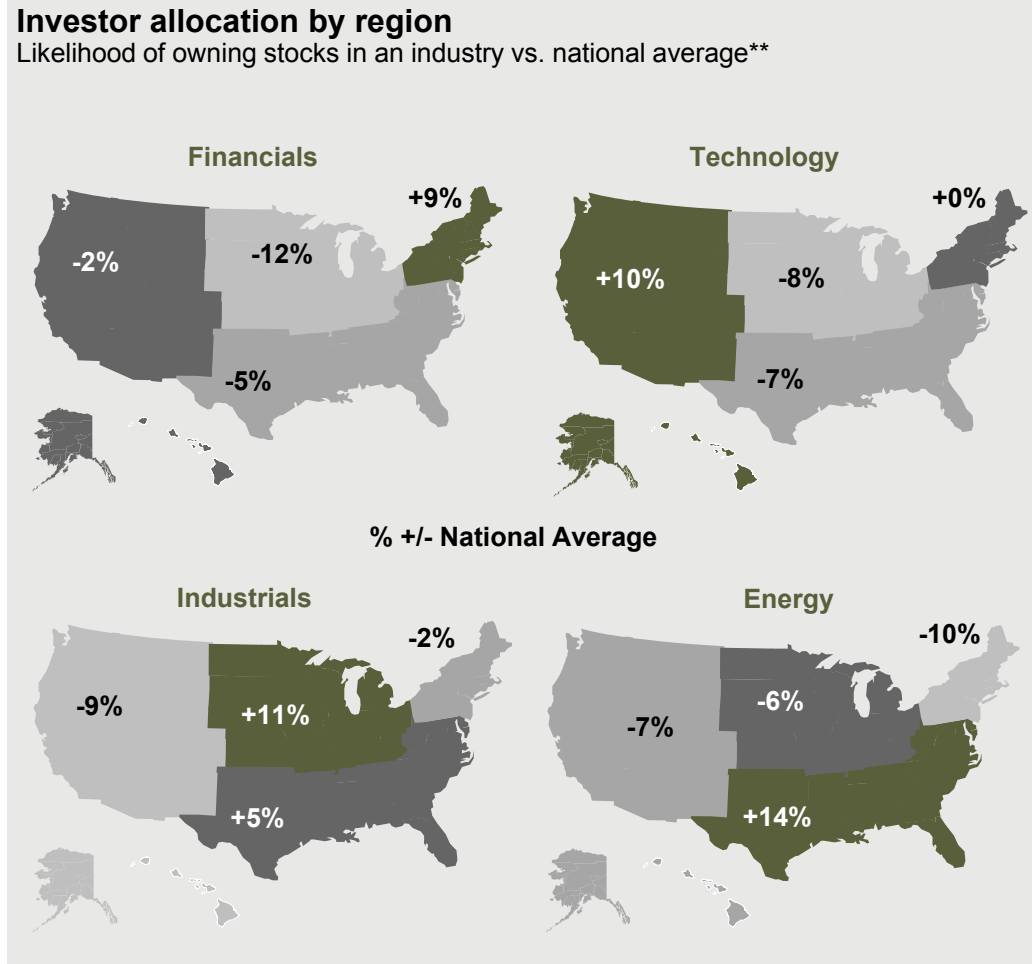 Investor allocation by region
Likelihood of owning stocks in an industry vs. national average**
Financials
+9%
-2%
-12%
-5%
Technology
+0%
+10%
-8%
-7%
% +/- National Average
Industrials
-2%
-9%
+11%
+5%
Energy
-10%
-6%
-7%
+14%